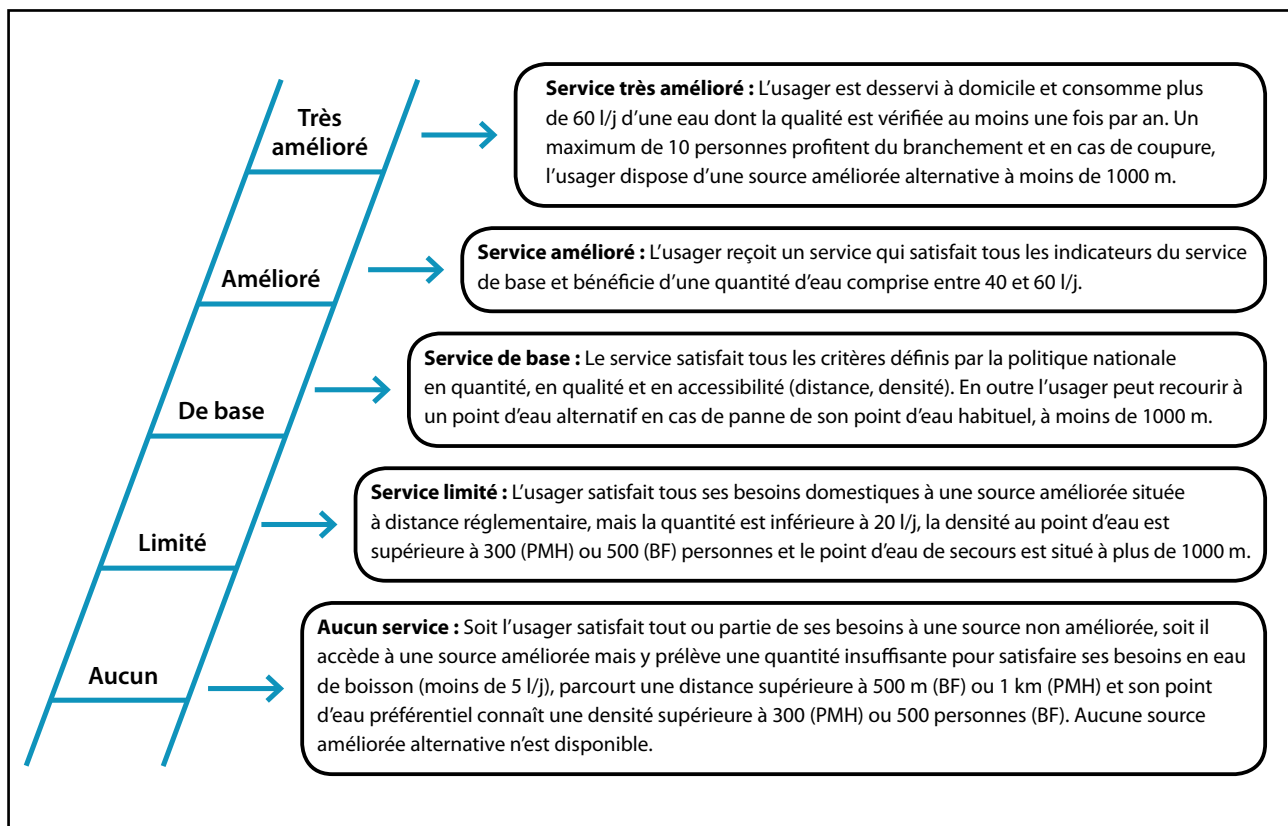 Très
amélioré
Service très amélioré : L’usager est desservi à domicile et consomme plus
de 60 l/j d’une eau dont la qualité est vérifiée au moins une fois par an. Un
maximum de 10 personnes profitent du branchement et en cas de coupure,
l’usager dispose d’une source améliorée alternative à moins de 1000 m.
Amélioré
Service amélioré : L’usager reçoit un service qui satisfait tous les indicateurs du service
de base et bénéficie d’une quantité d’eau comprise entre 40 et 60 l/j.
De base
Service de base : Le service satisfait tous les critères définis par la politique nationale
en quantité, en qualité et en accessibilité (distance, densité). En outre l’usager peut recourir à
un point d’eau alternatif en cas de panne de son point d’eau habituel, à moins de 1000 m.
Limité
Service limité : L’usager satisfait tous ses besoins domestiques à une source améliorée située
à distance réglementaire, mais la quantité est inférieure à 20 l/j, la densité au point d’eau est
supérieure à 300 (PMH) ou 500 (BF) personnes et le point d’eau de secours est situé à plus de 1000 m.
Aucun
Aucun service : Soit l’usager satisfait tout ou partie de ses besoins à une source non améliorée, soit il
accède à une source améliorée mais y prélève une quantité insuffisante pour satisfaire ses besoins en eau
de boisson (moins de 5 l/j), parcourt une distance supérieure à 500 m (BF) ou 1 km (PMH) et son point
d’eau préférentiel connaît une densité supérieure à 300 (PMH) ou 500 personnes (BF). Aucune source
améliorée alternative n’est disponible.